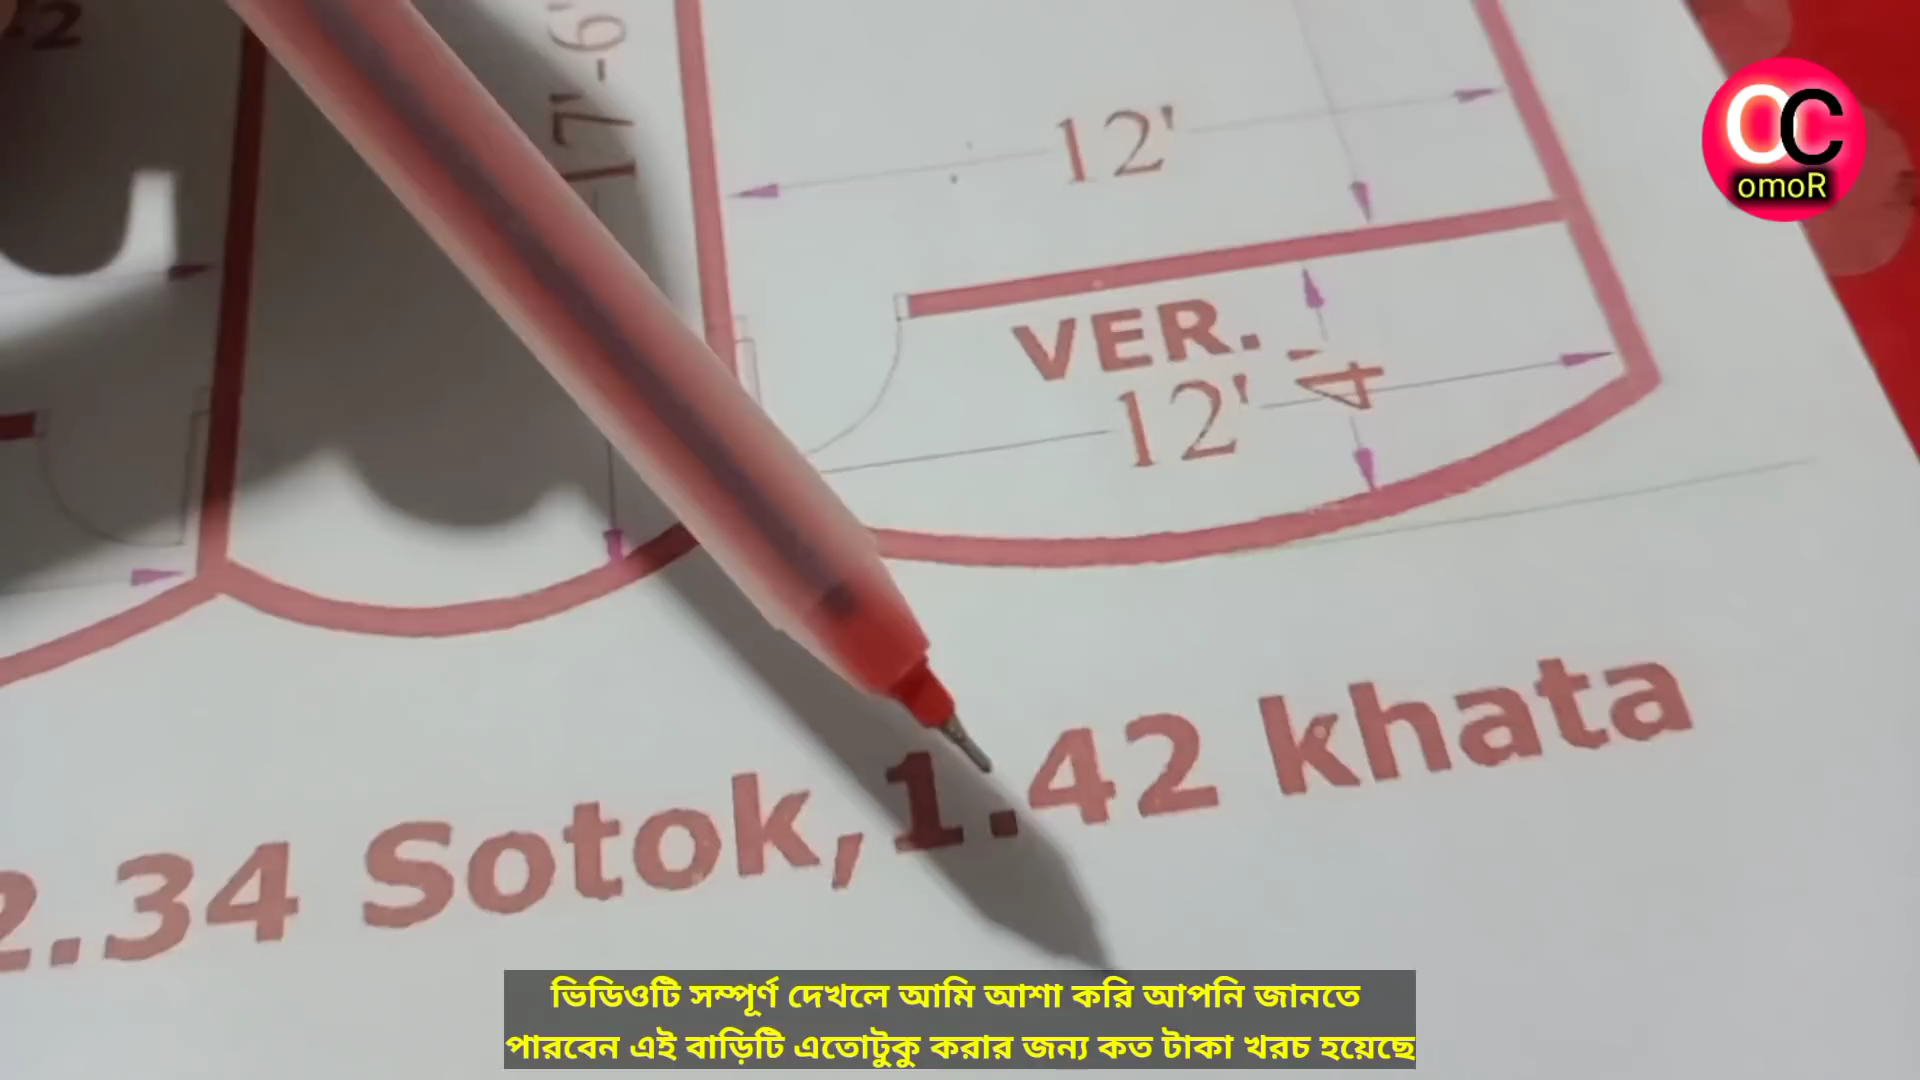 17'-6"
12'
OC
omoR
VER.
12'
4'
2.34 Sotok,1.42 khata
ভিডিওটি সম্পূর্ণ দেখলে আমি আশা করি আপনি জানতে
পারবেন এই বাড়িটি এতোটুকু করার জন্য কত টাকা খরচ হয়েছে